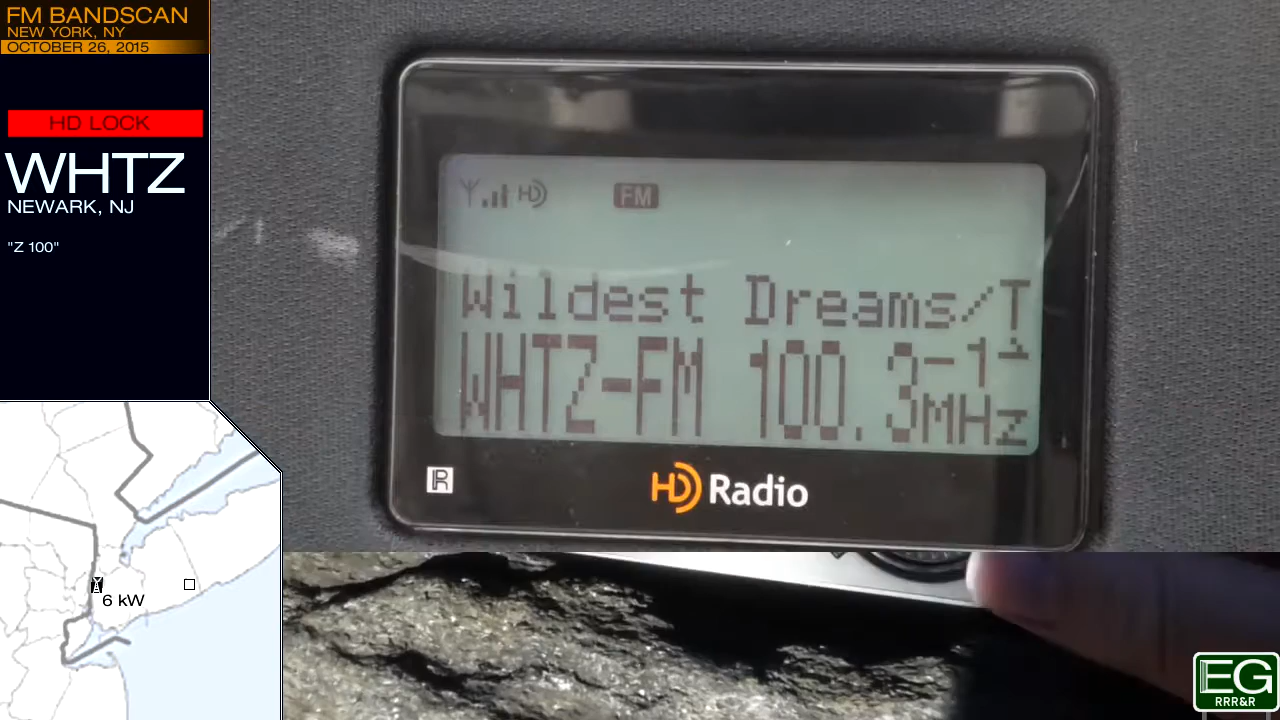 FM BANDSCAN
NEW YORK, NY
OCTOBER 26, 2015
HD LOCK
WHTZ
NEWARK, NJ
"Z 100"
FM
Wildest Dreams/T
WHTZ-FM 100.3-1
MHz
R
HD Radio
6 kW
EG
RRR&R